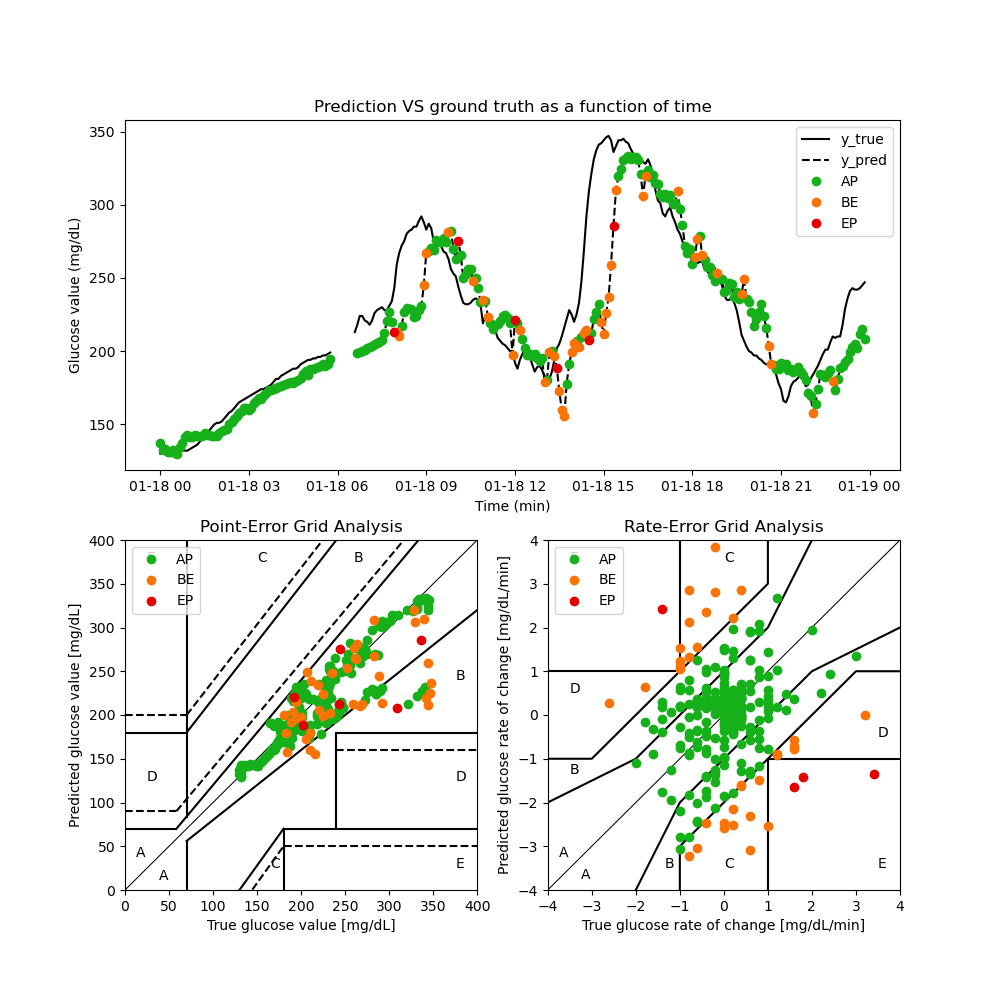 Prediction VS ground truth as a function of time
Glucose value (mg/dL)
350
300
250
200
150
y_true
y_pred
AP
BE
EP
01-18 00 01-18 03 01-18 06 01-18 09 01-18 12 01-18 15 01-18 18 01-18 21 01-19 00
Time (min)
Point-Error Grid Analysis
Predicted glucose value [mg/dL]
400
350
300
250
200
150
100
50
0
AP
BE
EP
C
B
B
D
D
A
A
C
E
0 50 100 150 200 250 300 350 400
True glucose value [mg/dL]
Rate-Error Grid Analysis
Predicted glucose rate of change [mg/dL/min]
4
3
2
1
0
−1
−2
−3
−4
AP
BE
EP
C
D
D
B
A
A
B
C
E
−4 −3 −2 −1 0 1 2 3 4
True glucose rate of change [mg/dL/min]